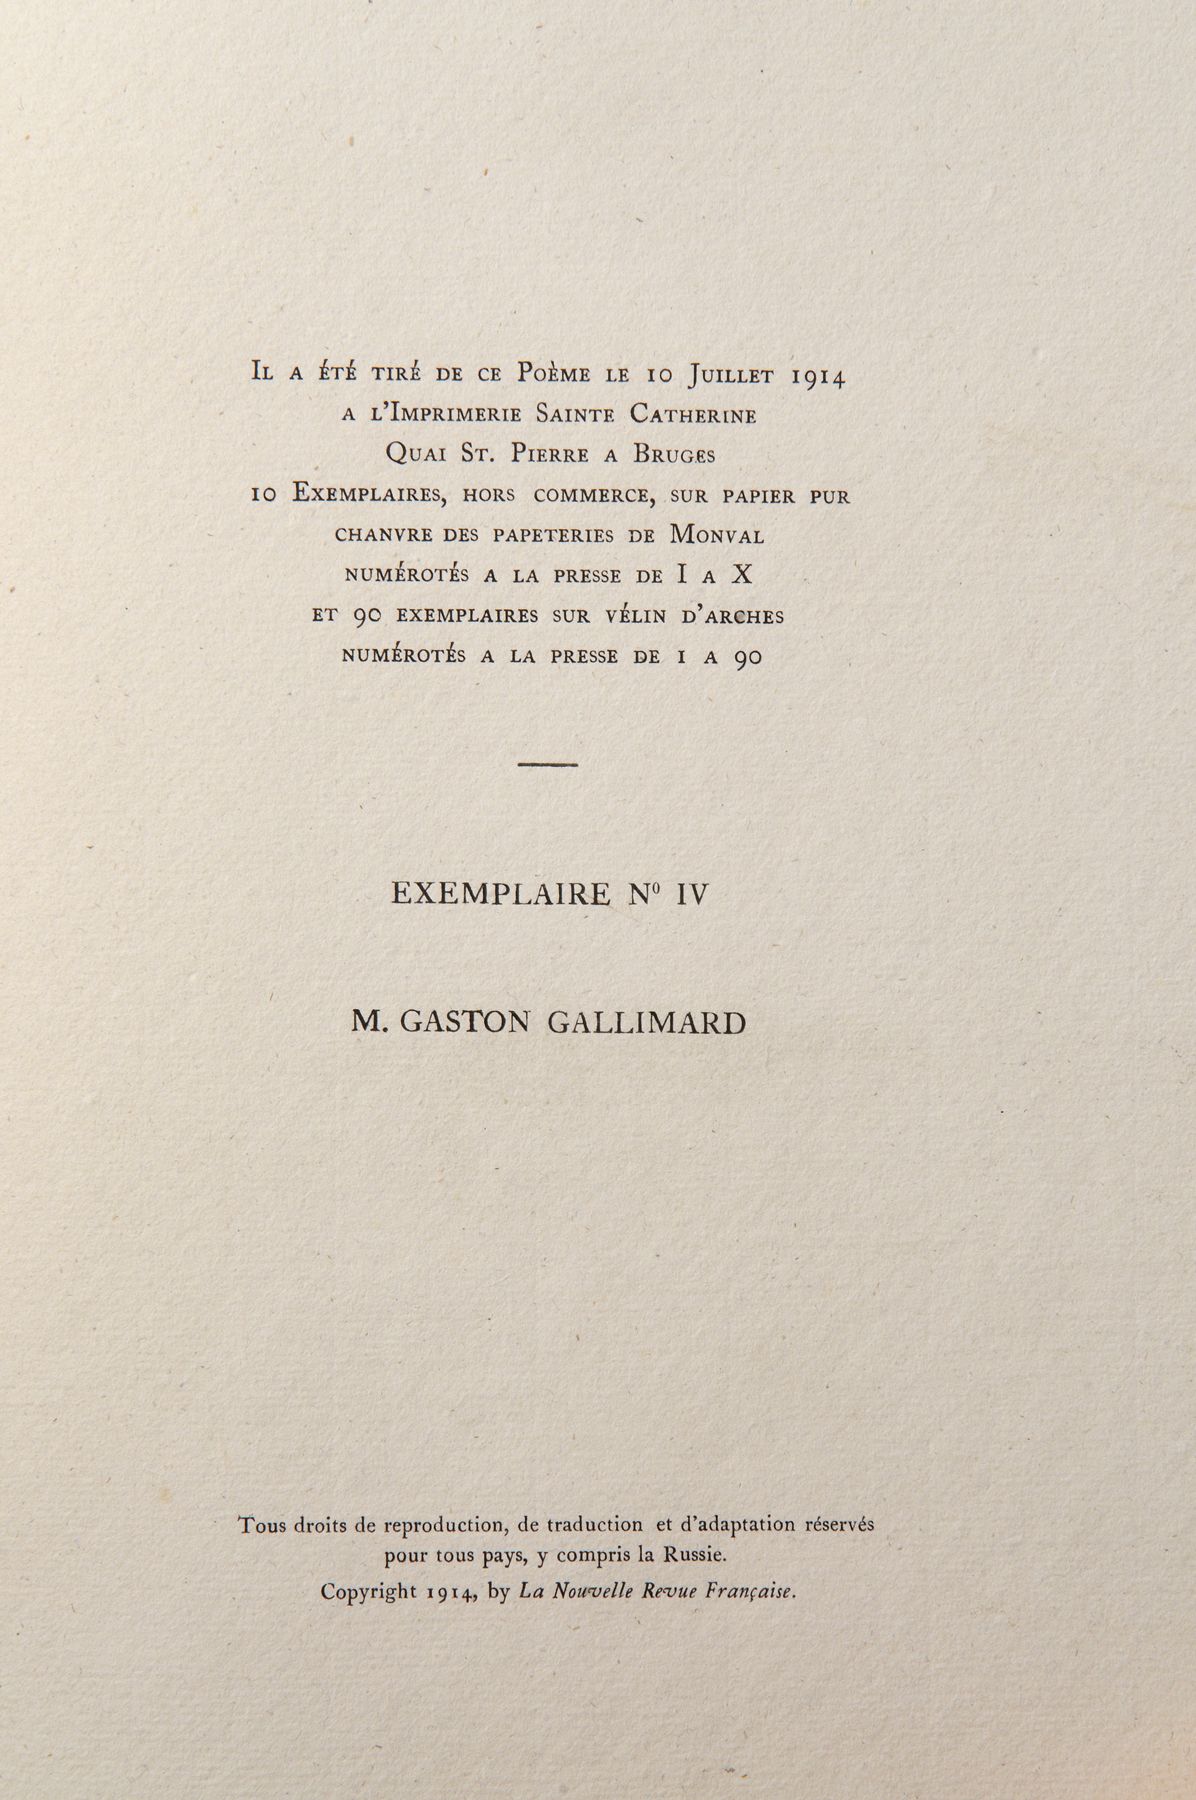 Il a été tiré de ce Poème le 10 Juillet 1914
a l'Imprimerie Sainte Catherine
Quai St. Pierre a Bruges
10 Exemplaires, hors commerce, sur papier pur
chanvre des papeteries de Monval
numérotés a la presse de I a X
et 90 exemplaires sur vélin d'arches
numérotés a la presse de 1 a 90
EXEMPLAIRE Nº IV
M. GASTON GALLIMARD
Tous droits de reproduction, de traduction et d'adaptation réservés
pour tous pays, y compris la Russie.
Copyright 1914, by La Nouvelle Revue Française.